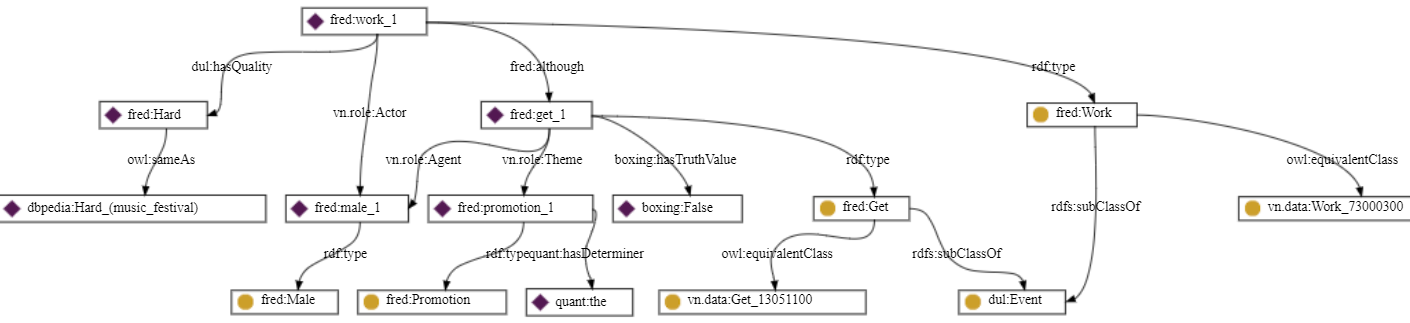 fred:work_1
dul:hasQuality
fred:although
rdf:type
fred:Hard
vn.role:Actor
fred:get_1
fred:Work
owl:sameAs
vn.role:Agent
vn.role:Theme
boxing:hasTruthValue
rdf:type
owl:equivalentClass
dbpedia:Hard_(music_festival)
fred:male_1
fred:promotion_1
boxing:False
fred:Get
rdfs:subClassOf
vn.data:Work_73000300
rdf:type
rdf:type
quant:hasDeterminer
owl:equivalentClass
rdfs:subClassOf
fred:Male
fred:Promotion
quant:the
vn.data:Get_13051100
dul:Event